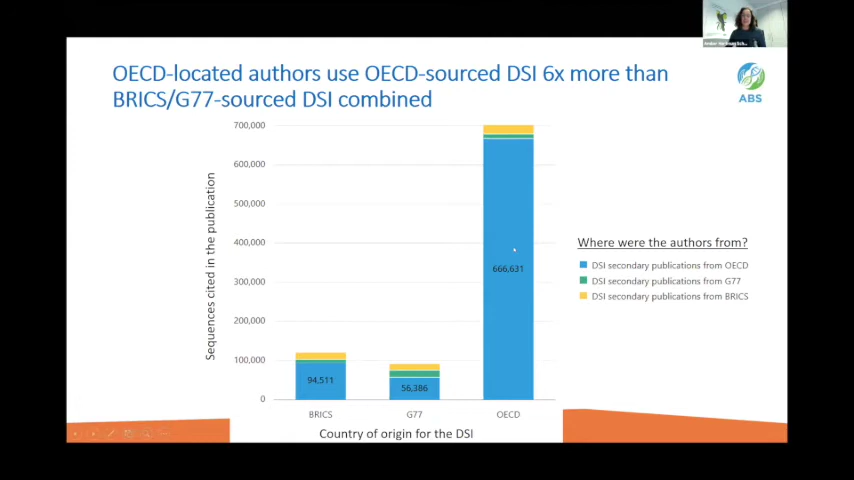 OECD-located authors use OECD-sourced DSI 6x more than
BRICS/G77-sourced DSI combined
ABS
700,000
600,000
500,000
400,000
300,000
200,000
100,000
0
Sequences cited in the publication
666,631
94,511
56,386
BRICS
G77
OECD
Country of origin for the DSI
Where were the authors from?
DSI secondary publications from OECD
DSI secondary publications from G77
DSI secondary publications from BRICS